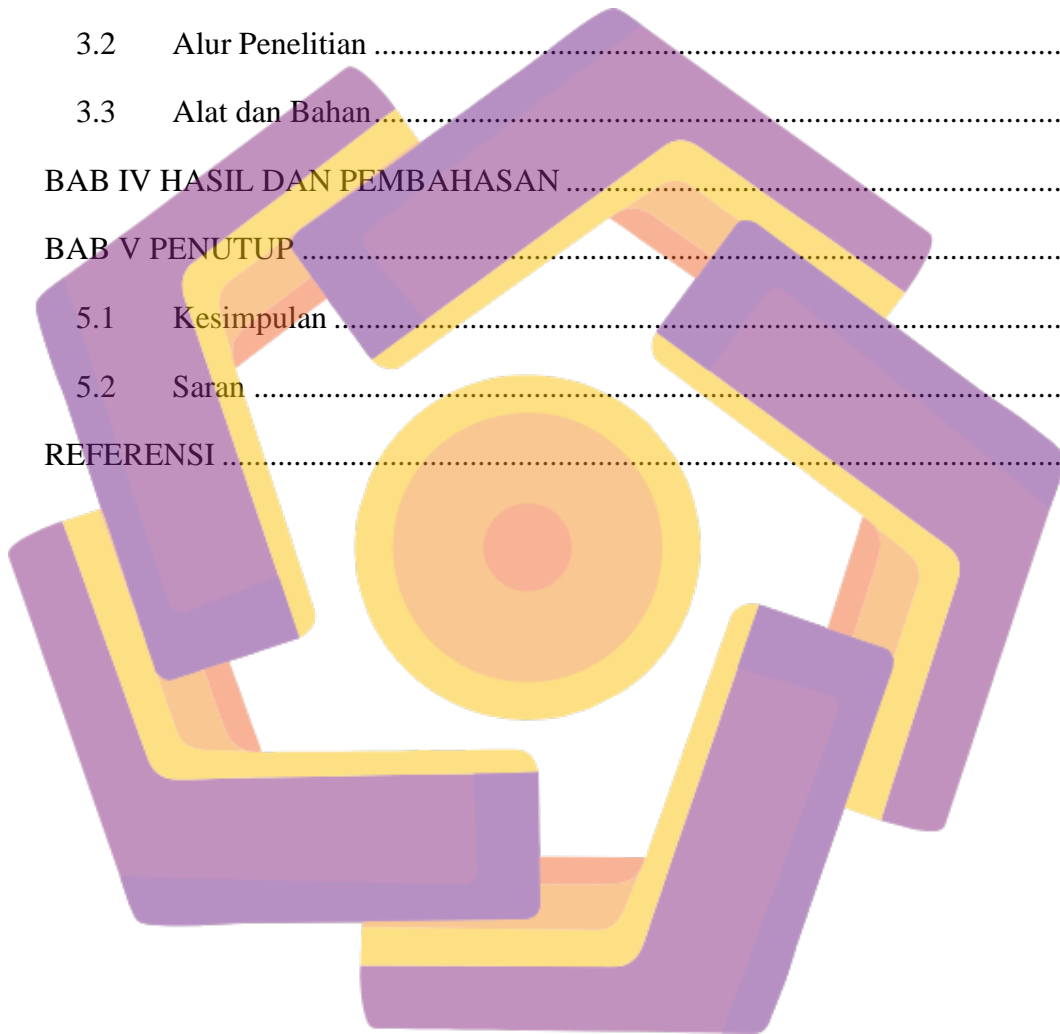 3.2 Alur Penelitian ........................................................................
3.3 Alat dan Bahan........................................................................
BAB IV HASIL DAN PEMBAHASAN ....................................................
BAB V PENUTUP ................................................................................
5.1 Kesimpulan ............................................................................
5.2 Saran ......................................................................................
REFERENSI .........................................................................................